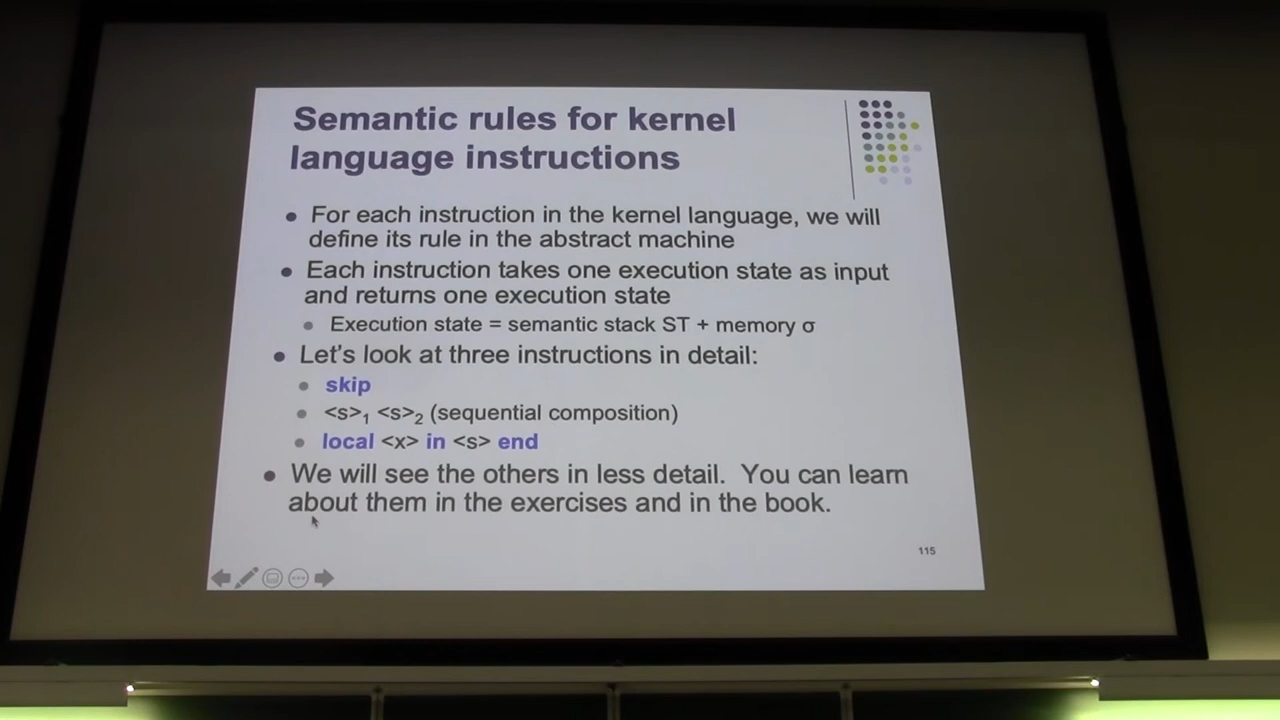 Semantic rules for kernel
language instructions
• For each instruction in the kernel language, we will
define its rule in the abstract machine
• Each instruction takes one execution state as input
and returns one execution state
• Execution state = semantic stack ST + memory σ
• Let's look at three instructions in detail:
• skip
• <s>₁ <s>₂ (sequential composition)
• local <x> in <s> end
• We will see the others in less detail. You can learn
about them in the exercises and in the book.
115